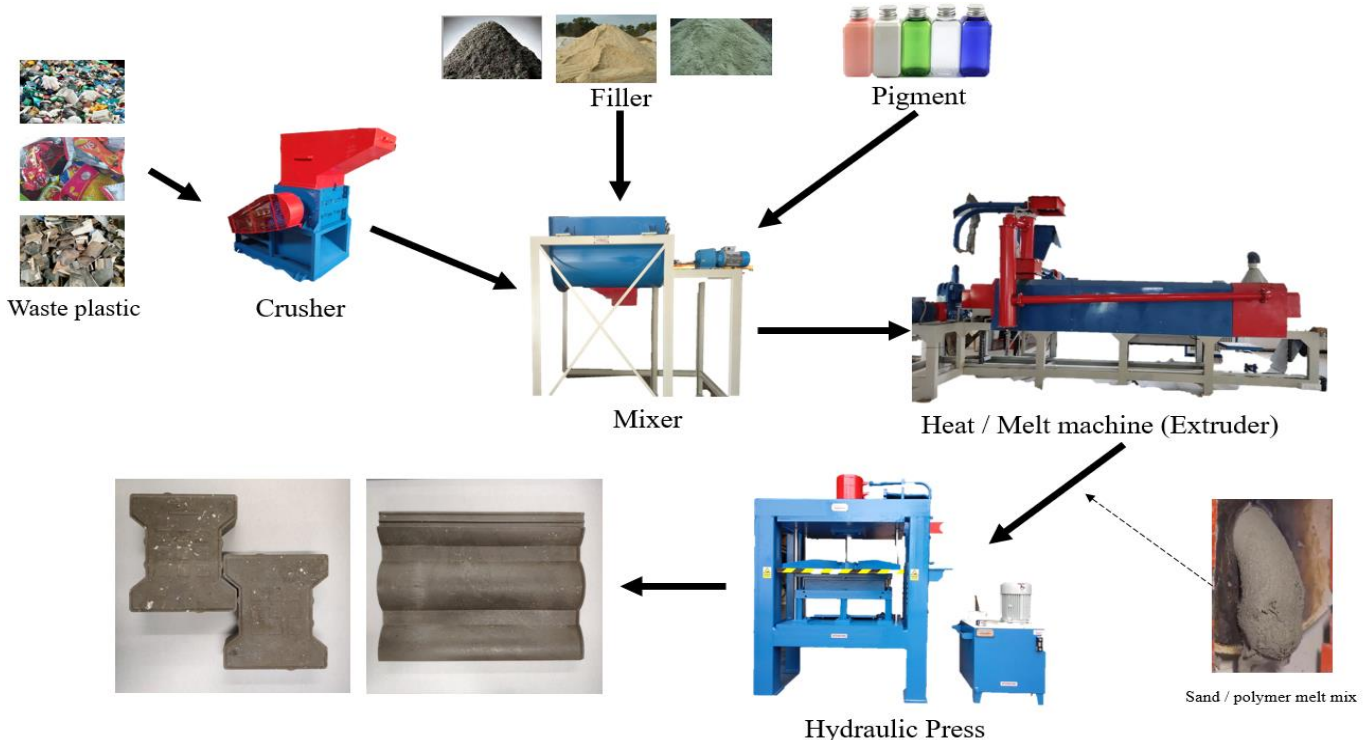 Filler
Pigment
Waste plastic
Crusher
Mixer
Heat / Melt machine (Extruder)
Sand / polymer melt mix
Hydraulic Press